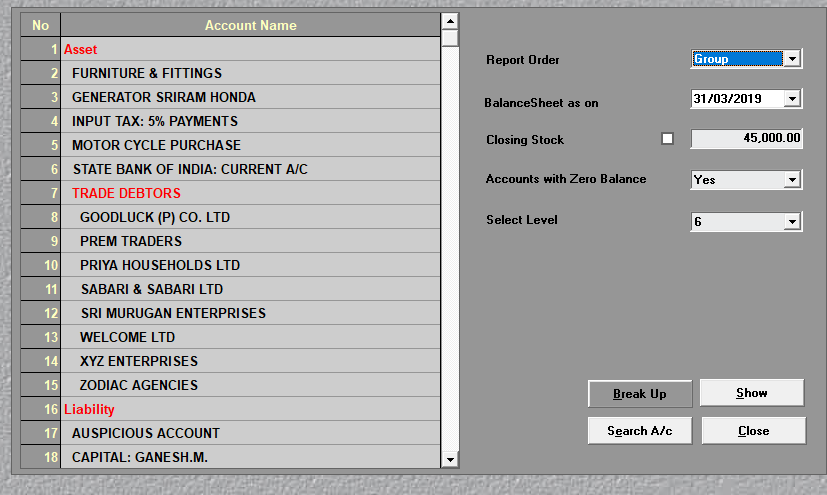 No Account Name
1 Asset
2 FURNITURE & FITTINGS
3 GENERATOR SRIRAM HONDA
4 INPUT TAX: 5% PAYMENTS
5 MOTOR CYCLE PURCHASE
6 STATE BANK OF INDIA: CURRENT A/C
7 TRADE DEBTORS
8 GOODLUCK (P) CO. LTD
9 PREM TRADERS
10 PRIYA HOUSEHOLDS LTD
11 SABARI & SABARI LTD
12 SRI MURUGAN ENTERPRISES
13 WELCOME LTD
14 XYZ ENTERPRISES
15 ZODIAC AGENCIES
16 Liability
17 AUSPICIOUS ACCOUNT
18 CAPITAL: GANESH.M.
Report Order Group
BalanceSheet as on 31/03/2019
Closing Stock 45,000.00
Accounts with Zero Balance Yes
Select Level 6
Break Up Show
Search A/c Close